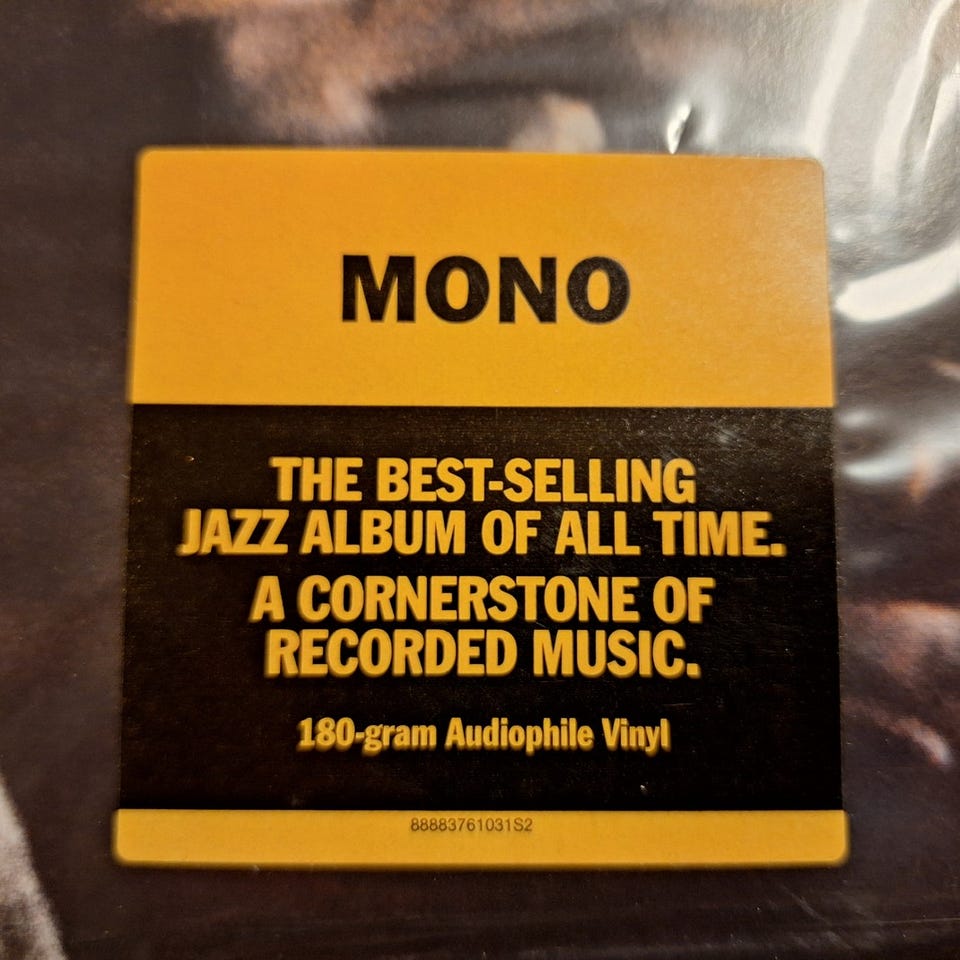 MONO
THE BEST-SELLING
JAZZ ALBUM OF ALL TIME.
A CORNERSTONE OF
RECORDED MUSIC.
180-gram Audiophile Vinyl
88883761031S2